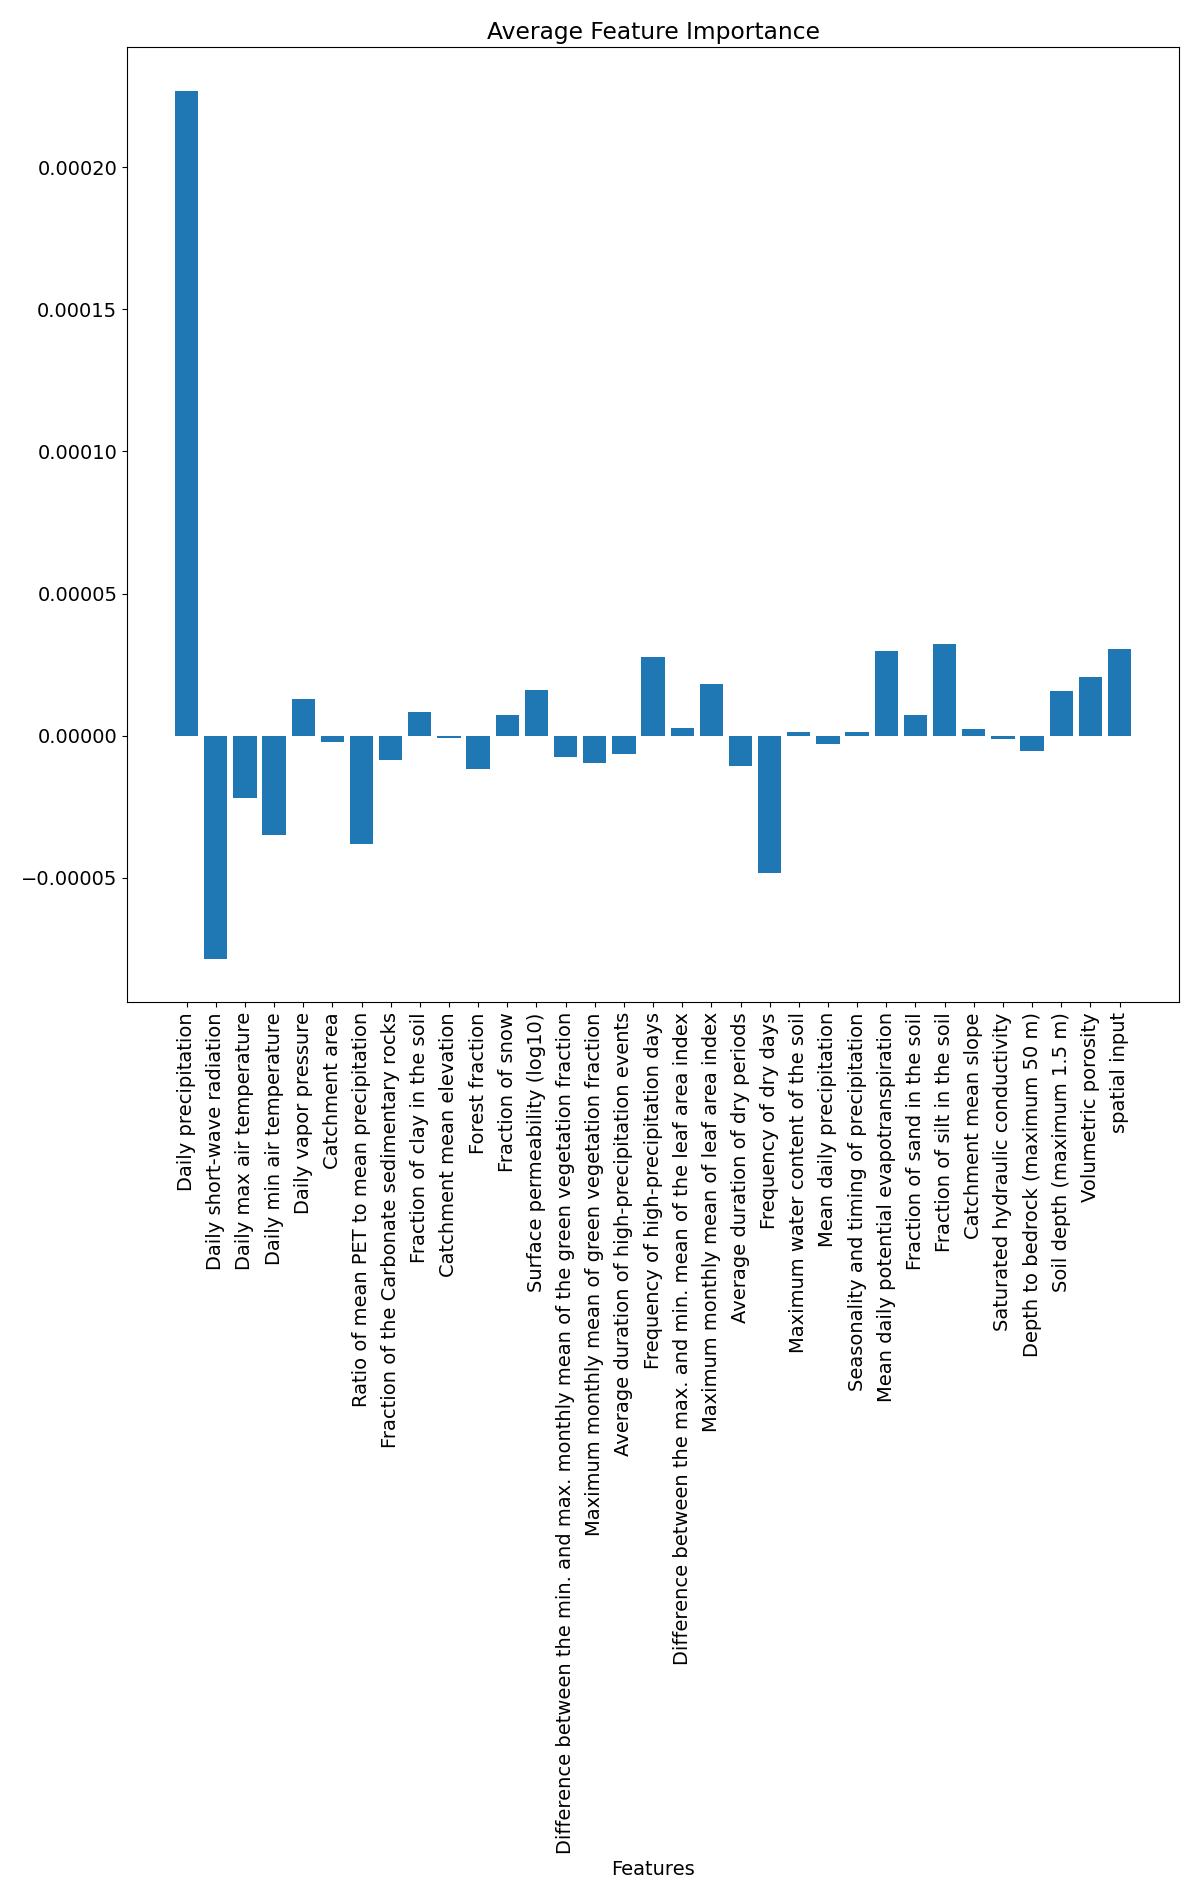 Average Feature Importance
0.00020
0.00015
0.00010
0.00005
0.00000
−0.00005
Daily precipitation
Daily short-wave radiation
Daily max air temperature
Daily min air temperature
Daily vapor pressure
Catchment area
Ratio of mean PET to mean precipitation
Fraction of the Carbonate sedimentary rocks
Fraction of clay in the soil
Catchment mean elevation
Forest fraction
Fraction of snow
Surface permeability (log10)
Difference between the min. and max. monthly mean of the green vegetation fraction
Maximum monthly mean of green vegetation fraction
Average duration of high-precipitation events
Frequency of high-precipitation days
Difference between the max. and min. mean of the leaf area index
Maximum monthly mean of leaf area index
Average duration of dry periods
Frequency of dry days
Maximum water content of the soil
Mean daily precipitation
Seasonality and timing of precipitation
Mean daily potential evapotranspiration
Fraction of sand in the soil
Fraction of silt in the soil
Catchment mean slope
Saturated hydraulic conductivity
Depth to bedrock (maximum 50 m)
Soil depth (maximum 1.5 m)
Volumetric porosity
spatial input
Features